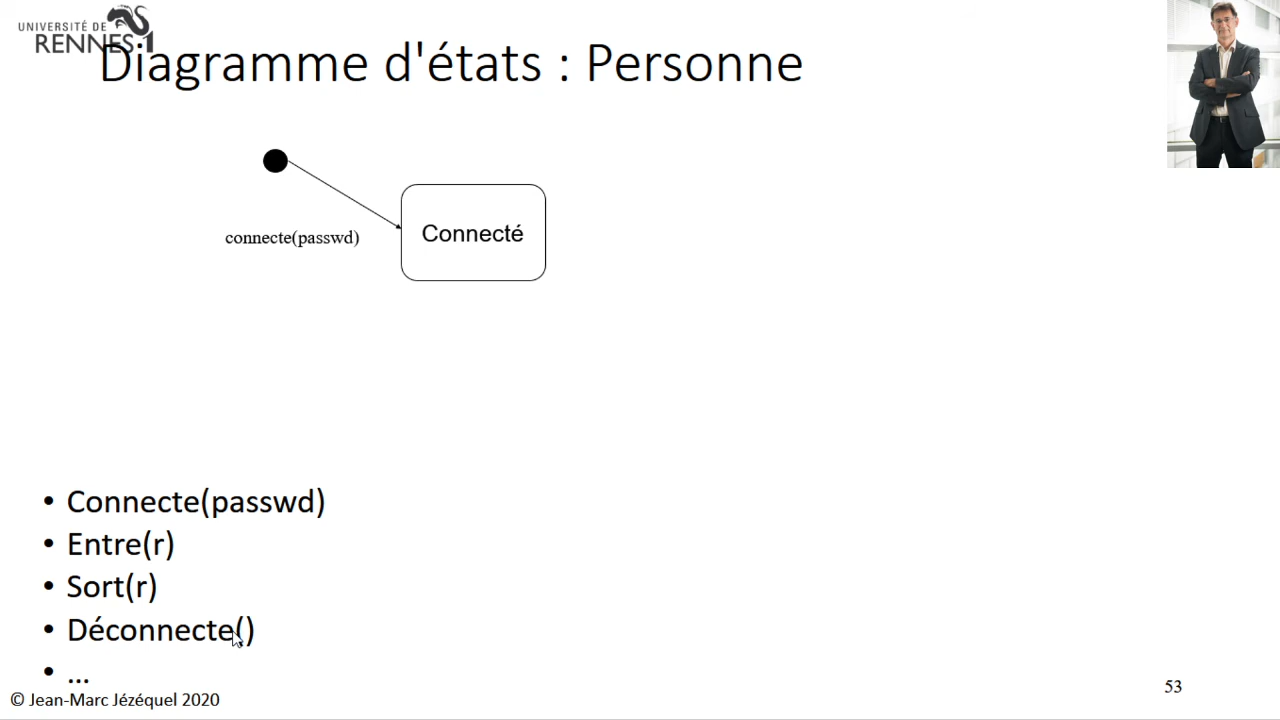 UNIVERSITÉ DE
RENNES 1
Diagramme d'états : Personne
connecte(passwd)
Connecté
• Connecte(passwd)
• Entre(r)
• Sort(r)
• Déconnecte()
• ...
© Jean-Marc Jézéquel 2020
53